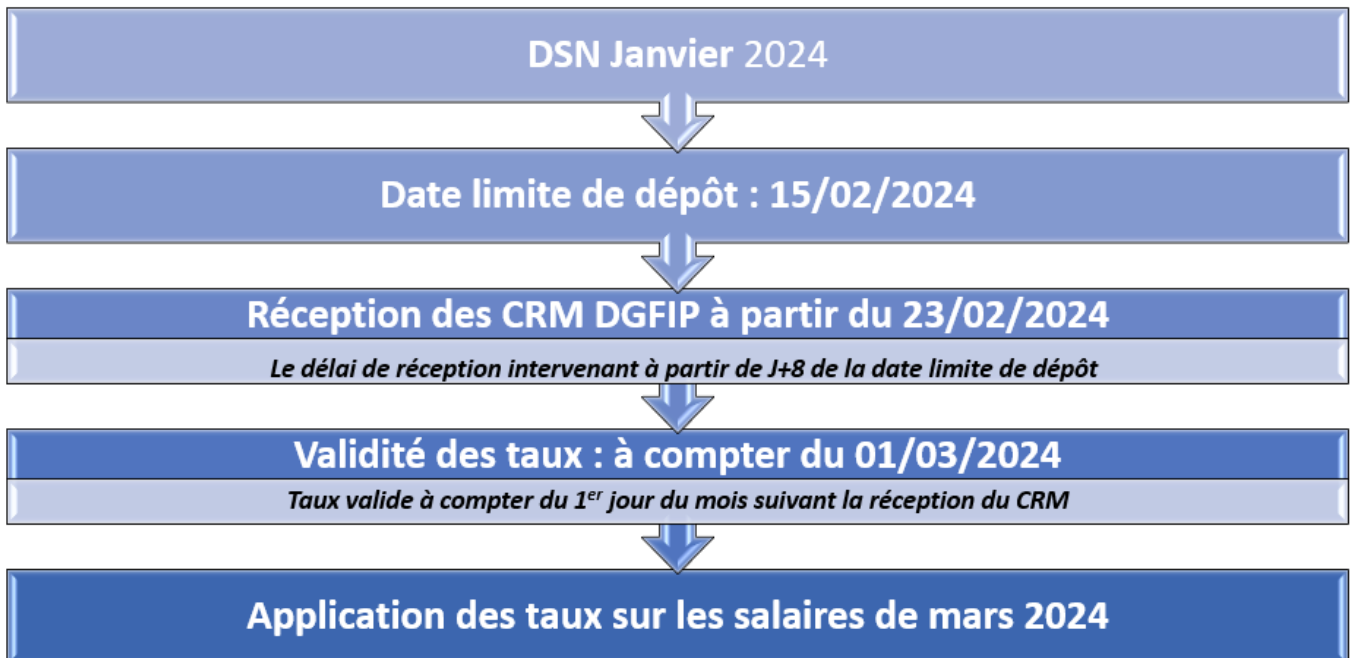 DSN Janvier 2024
Date limite de dépôt : 15/02/2024
Réception des CRM DGFIP à partir du 23/02/2024
Le délai de réception intervenant à partir de J+8 de la date limite de dépôt
Validité des taux : à compter du 01/03/2024
Taux valide à compter du 1er jour du mois suivant la réception du CRM
Application des taux sur les salaires de mars 2024